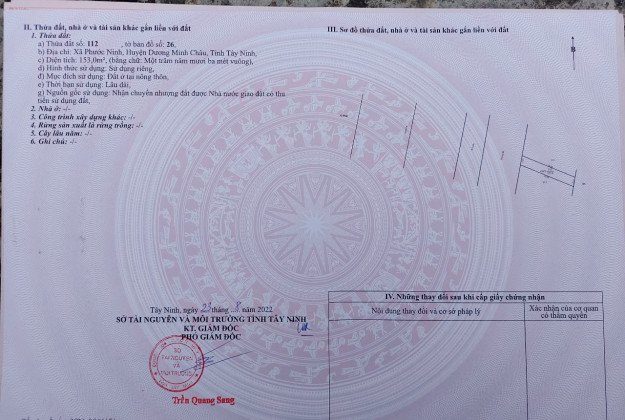 II. Thửa đất, nhà ở và tài sản khác gắn liền với đất
1. Thửa đất:
a) Thửa đất số: 112 , tờ bản đồ số: 26,
b) Địa chỉ: Xã Phước Ninh, Huyện Dương Minh Châu, Tỉnh Tây Ninh,
c) Diện tích: 153,0m², (bằng chữ: Một trăm năm mươi ba mét vuông),
d) Hình thức sử dụng: Sử dụng riêng,
đ) Mục đích sử dụng: Đất ở tại nông thôn,
e) Thời hạn sử dụng: Lâu dài,
g) Nguồn gốc sử dụng: Nhận chuyển nhượng đất được Nhà nước giao đất có thu
tiền sử dụng đất,
2. Nhà ở: -/-
3. Công trình xây dựng khác: -/-
4. Rừng sản xuất là rừng trồng: -/-
5. Cây lâu năm: -/-
6. Ghi chú: -/-
Tây Ninh, ngày 23 tháng 8 năm 2022
SỞ TÀI NGUYÊN VÀ MÔI TRƯỜNG TỈNH TÂY NINH
KT. GIÁM ĐỐC
PHÓ GIÁM ĐỐC
SỞ
TÀI NGUYÊN
VÀ
MÔI TRƯỜNG
Trần Quang Sang
III. Sơ đồ thửa đất, nhà ở và tài sản khác gắn liền với đất
B
IV. Những thay đổi sau khi cấp giấy chứng nhận
Nội dung thay đổi và cơ sở pháp lý
Xác nhận của cơ quan
có thẩm quyền